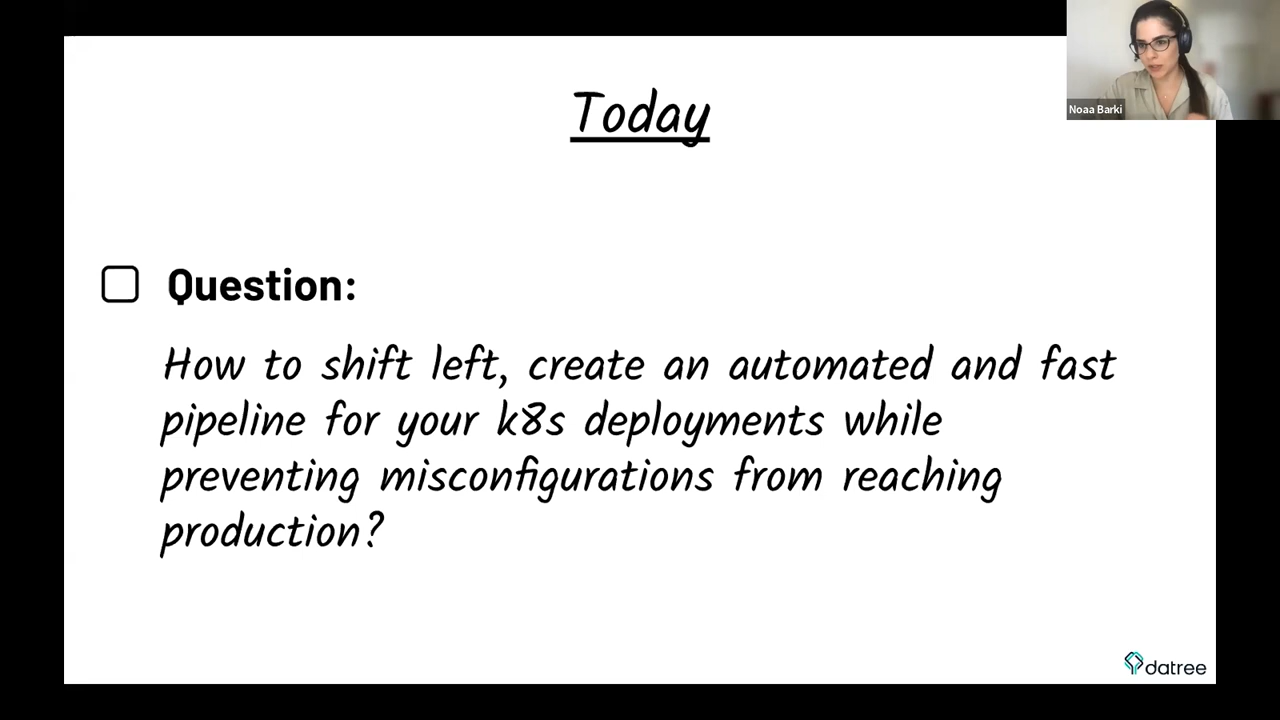 Today
Noaa Barki
Question:
How to shift left, create an automated and fast
pipeline for your k8s deployments while
preventing misconfigurations from reaching
production?
datree